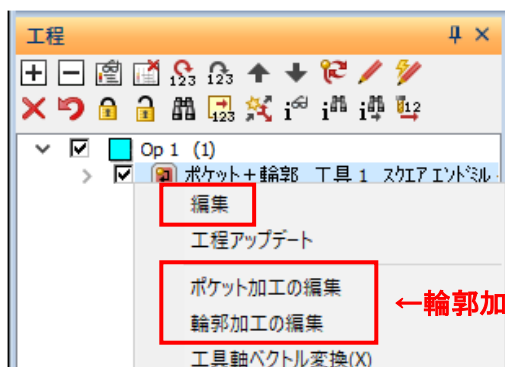 工程
Op 1 (1)
ポケット+輪郭 工具 1 スクエア エンドミル
編集
工程アップデート
ポケット加工の編集
←輪郭加
輪郭加工の編集
工具軸ベクトル変換(X)